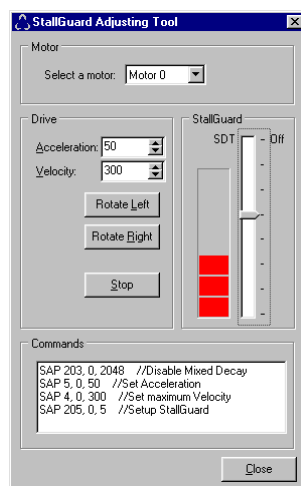 StallGuard Adjusting Tool
Motor
Select a motor: Motor 0
Drive
Acceleration: 50
Velocity: 300
Rotate Left
Rotate Right
Stop
StallGuard
SDT
Off
Commands
SAP 203, 0, 2048 //Disable Mixed Decay
SAP 5, 0, 50 //Set Acceleration
SAP 4, 0, 300 //Set maximum Velocity
SAP 205, 0, 5 //Setup StallGuard
Close